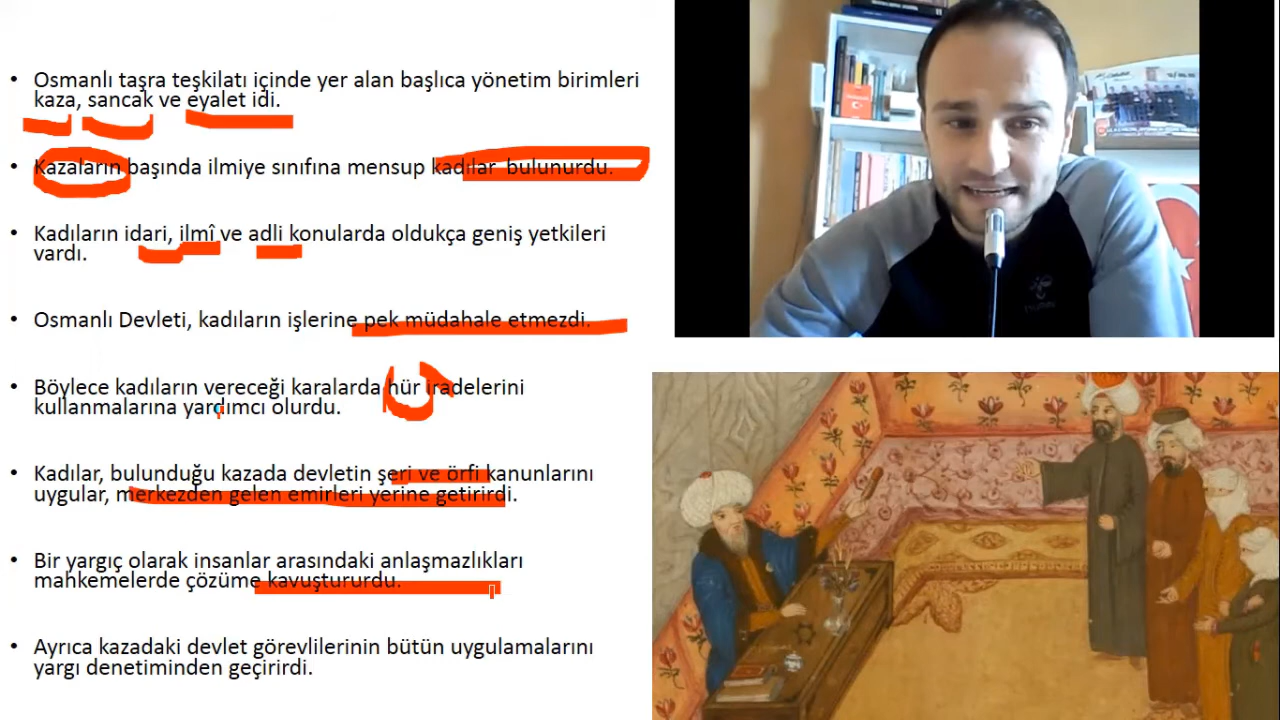 • Osmanlı taşra teşkilatı içinde yer alan başlıca yönetim birimleri
kaza, sancak ve eyalet idi.
• Kazaların başında ilmiye sınıfına mensup kadılar bulunurdu.
• Kadıların idari, ilmî ve adli konularda oldukça geniş yetkileri
vardı.
• Osmanlı Devleti, kadıların işlerine pek müdahale etmezdi.
• Böylece kadıların vereceği karalarda hür iradelerini
kullanmalarına yardımcı olurdu.
• Kadılar, bulunduğu kazada devletin şeri ve örfi kanunlarını
uygular, merkezden gelen emirleri yerine getirirdi.
• Bir yargıç olarak insanlar arasındaki anlaşmazlıkları
mahkemelerde çözüme kavuştururdu.
• Ayrıca kazadaki devlet görevlilerinin bütün uygulamalarını
yargı denetiminden geçirirdi.